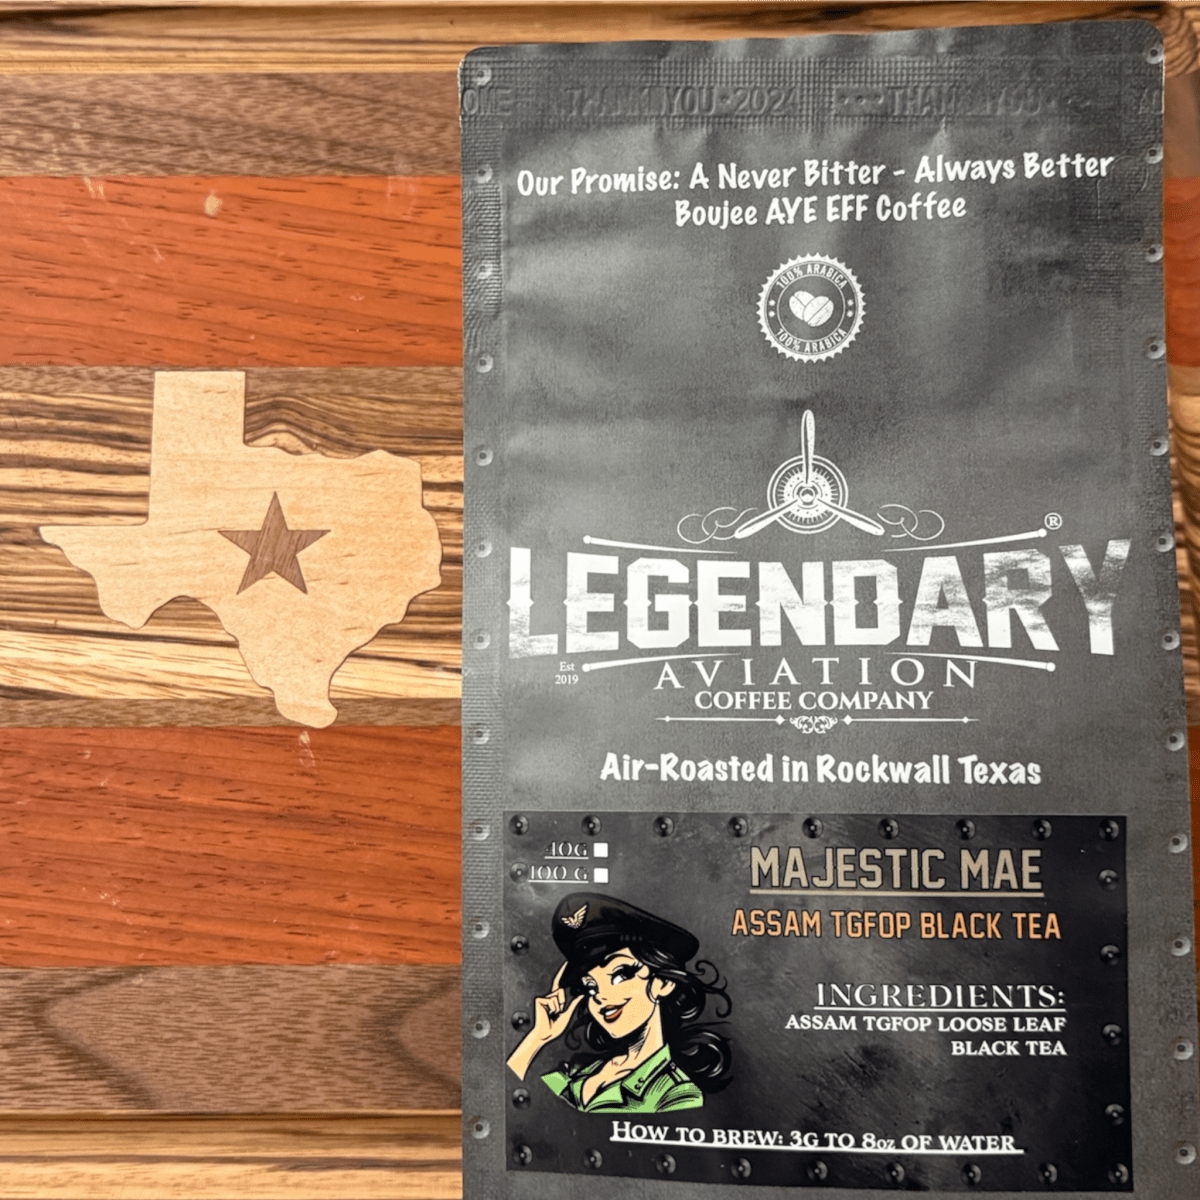 THANK YOU 2024
THANK YOU
Our Promise: A Never Bitter - Always Better
Boujee AYE EFF Coffee
100% ARABICA
100% ARABICA
LEGENDARY®
Est
2019
AVIATION
COFFEE COMPANY
Air-Roasted in Rockwall Texas
40G
100 G
MAJESTIC MAE
ASSAM TGFOP BLACK TEA
INGREDIENTS:
ASSAM TGFOP LOOSE LEAF
BLACK TEA
HOW TO BREW: 3G TO 8oz OF WATER